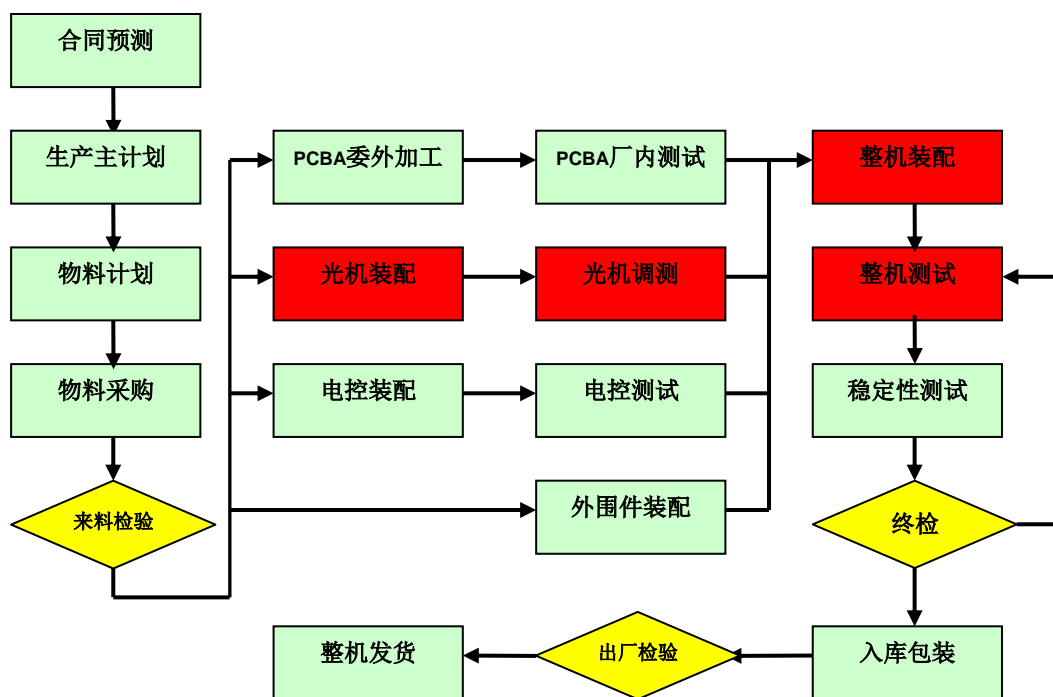 合同预测
生产主计划
PCBA委外加工
PCBA厂内测试
整机装配
物料计划
光机装配
光机调测
整机测试
物料采购
电控装配
电控测试
稳定性测试
来料检验
外围件装配
终检
整机发货
出厂检验
入库包装